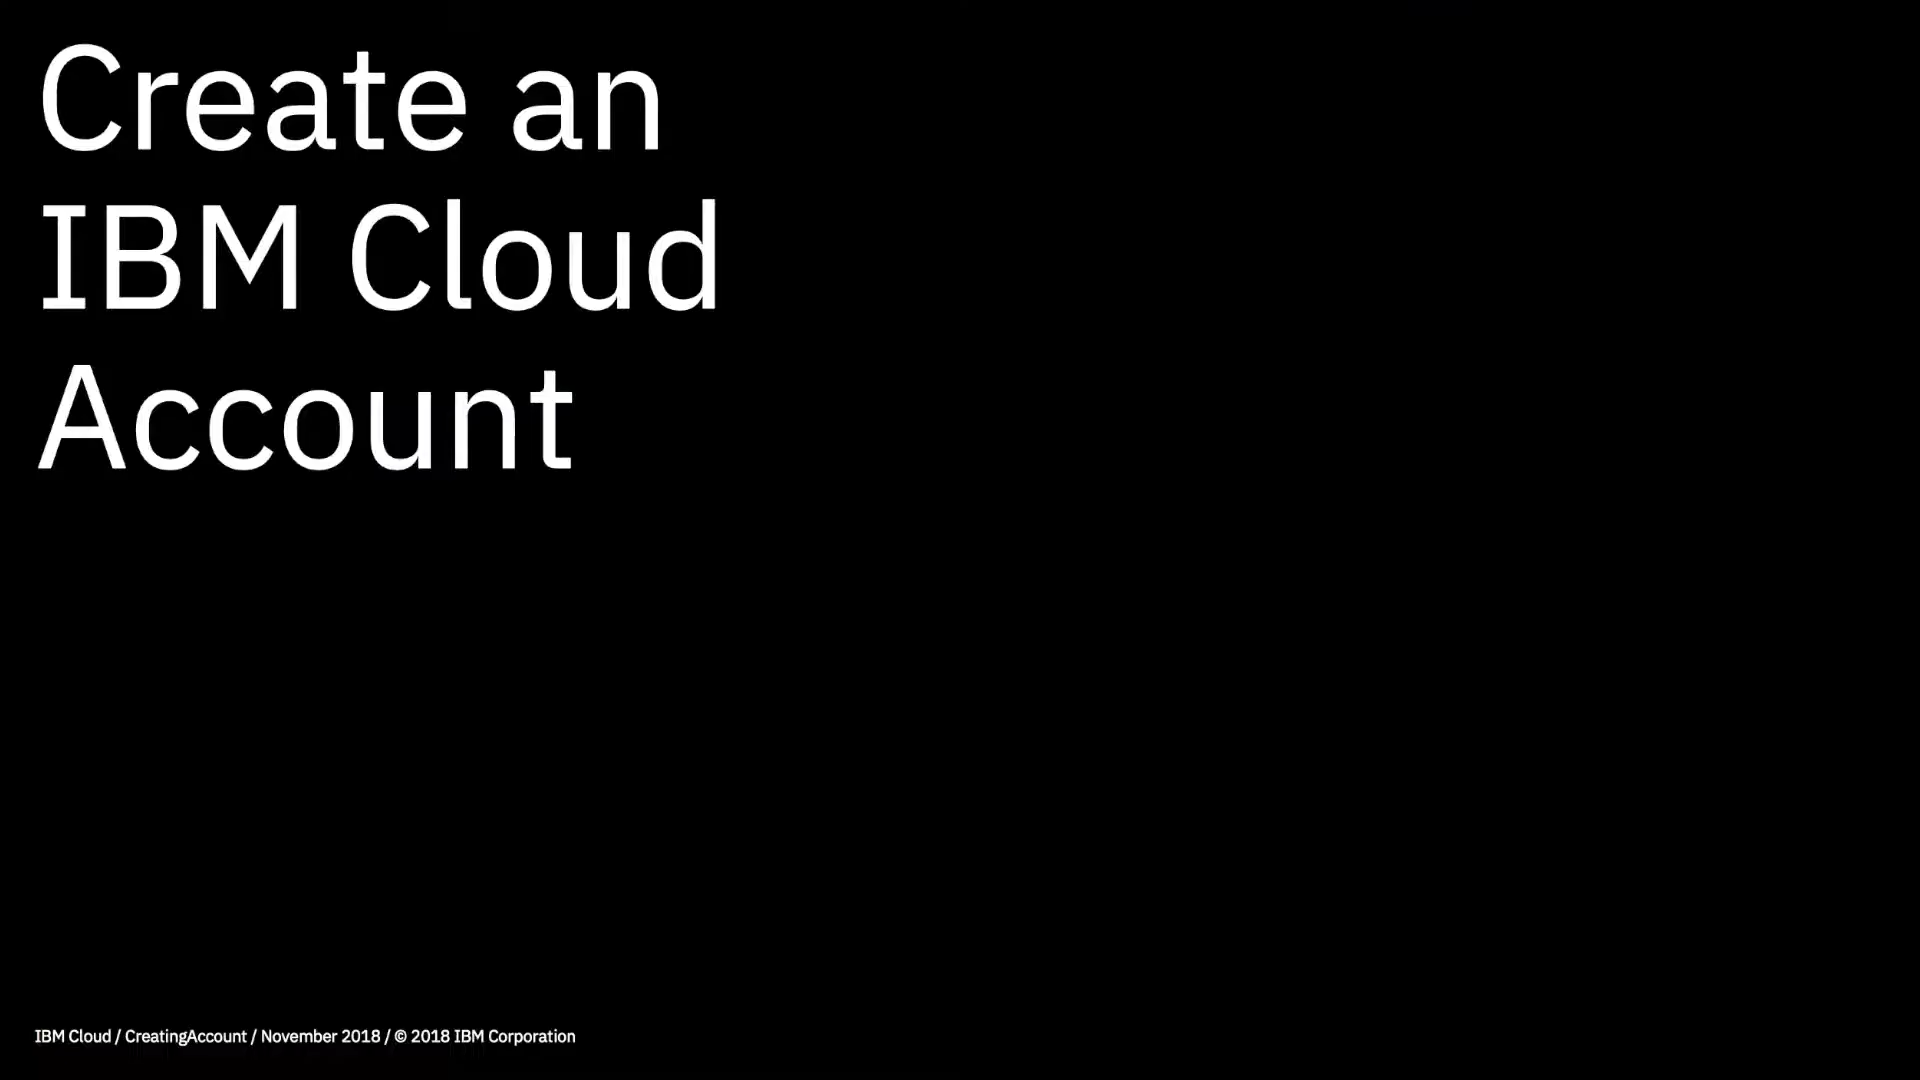 Create an
IBM Cloud
Account
IBM Cloud / CreatingAccount / November 2018 / © 2018 IBM Corporation